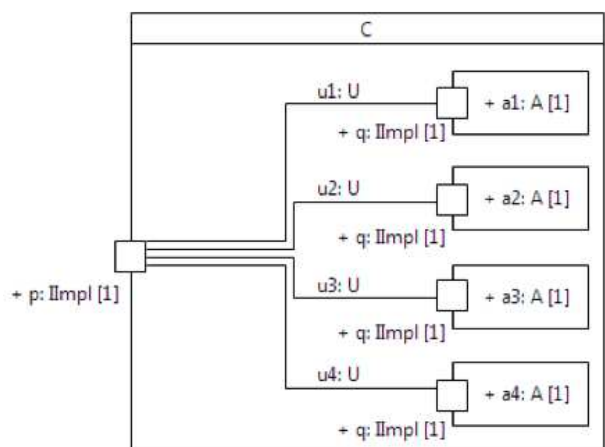 C
u1: U
+ a1: A [1]
+ q: IImpl [1]
u2: U
+ a2: A [1]
+ q: IImpl [1]
+ p: IImpl [1]
u3: U
+ a3: A [1]
+ q: IImpl [1]
u4: U
+ a4: A [1]
+ q: IImpl [1]